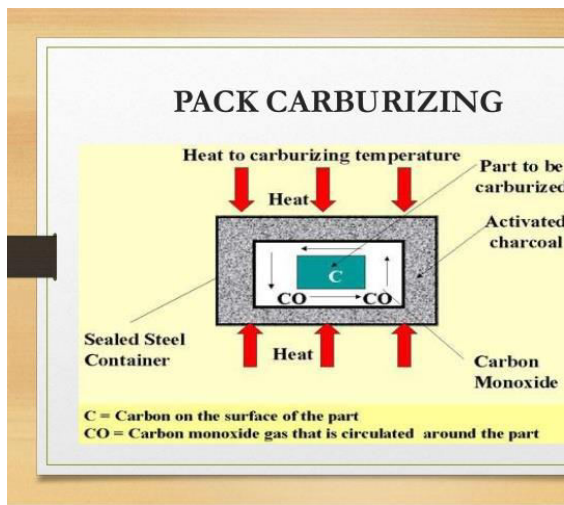 PACK CARBURIZING
Heat to carburizing temperature
Part to be
carburized
Heat
Activated
charcoal
C
CO
CO
Sealed Steel
Container
Heat
Carbon
Monoxide
C = Carbon on the surface of the part
CO = Carbon monoxide gas that is circulated around the part